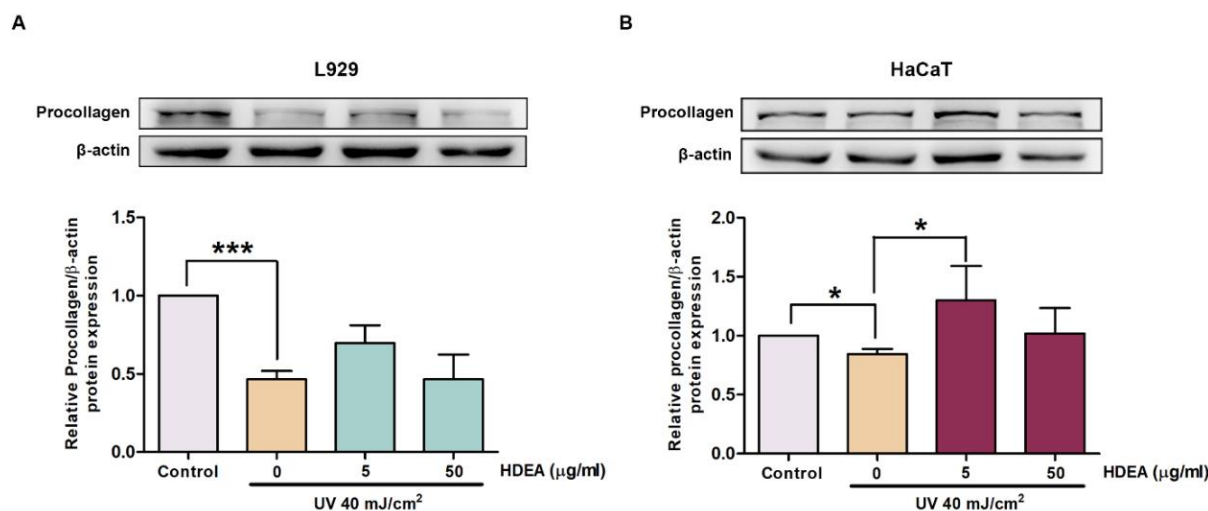 A
L929
Procollagen
β-actin
Relative Procollagen/β-actin
protein expression
1.5
1.0
0.5
0.0
***
Control
0
5
50
HDEA (μg/ml)
UV 40 mJ/cm²
B
HaCaT
Procollagen
β-actin
Relative procollagen/β-actin
protein expression
2.0
1.5
1.0
0.5
0.0
*
*
Control
0
5
50
HDEA (μg/ml)
UV 40 mJ/cm²